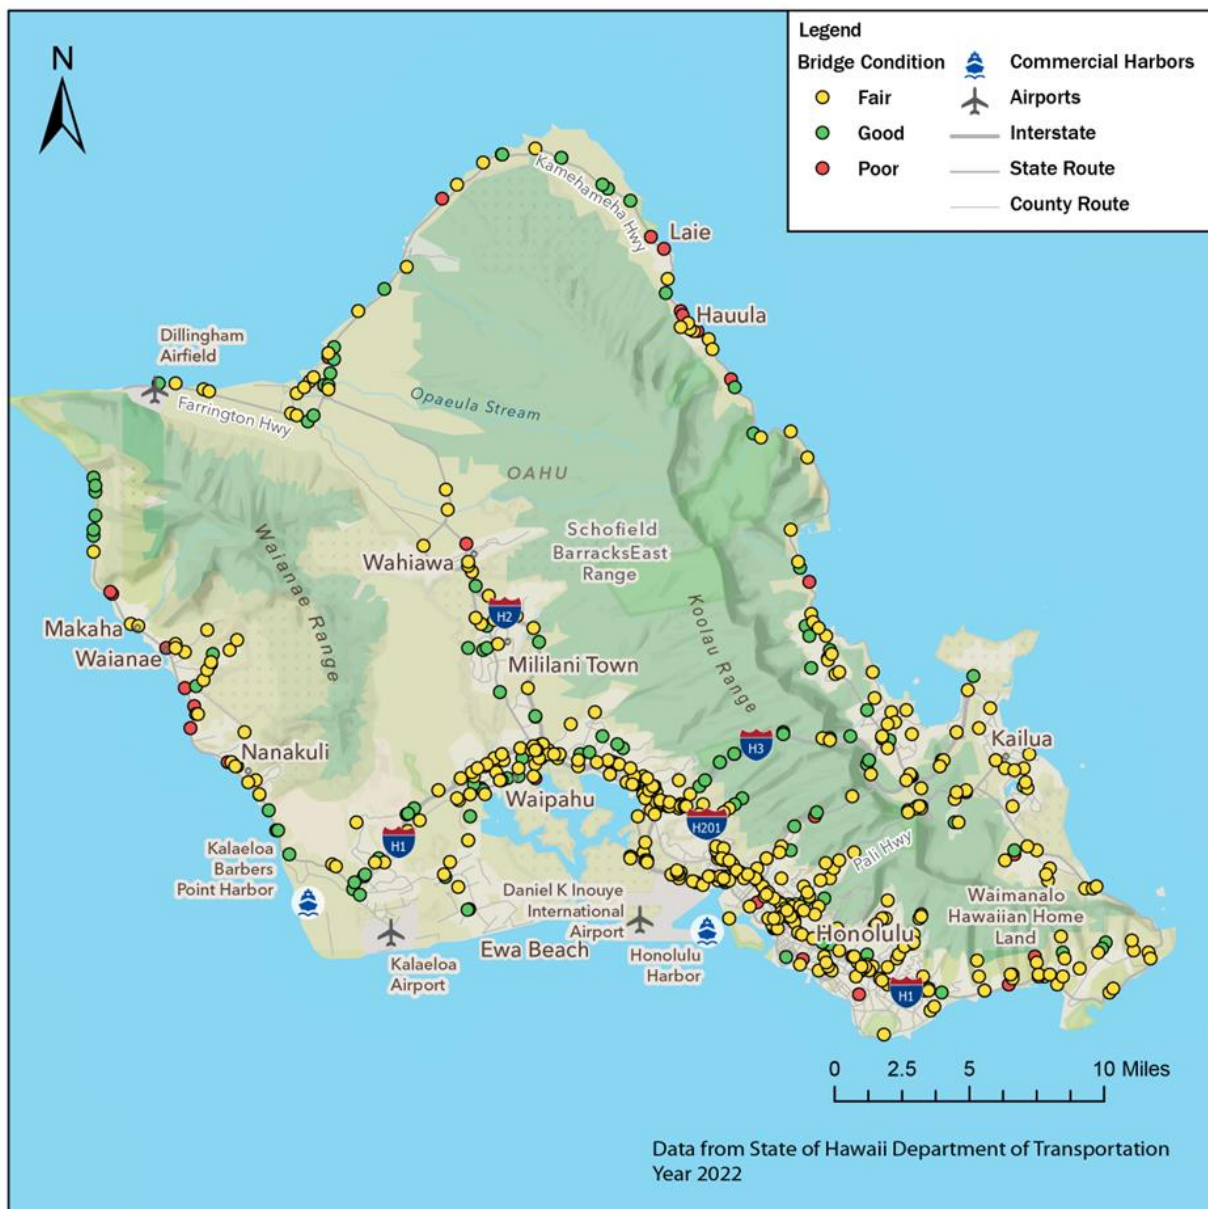 Legend
Bridge Condition
Fair
Good
Poor
Commercial Harbors
Airports
Interstate
State Route
County Route
N
Kamehameha Hwy
Laie
Hauula
Dillingham
Airfield
Farrington Hwy
Opaeula Stream
OAHU
Waianae Range
Schofield
BarracksEast
Range
Wahiawa
H2
Koolau Range
Makaha
Waianae
Mililani Town
Nanakuli
H3
Kailua
Waipahu
H201
H1
Pali Hwy
Kalaeloa
Barbers
Point Harbor
Daniel K Inouye
International
Airport
Waimanalo
Hawaiian Home
Land
Ewa Beach
Honolulu
Harbor
Honolulu
Kalaeloa
Airport
H1
0 2.5 5 10 Miles
Data from State of Hawaii Department of Transportation
Year 2022